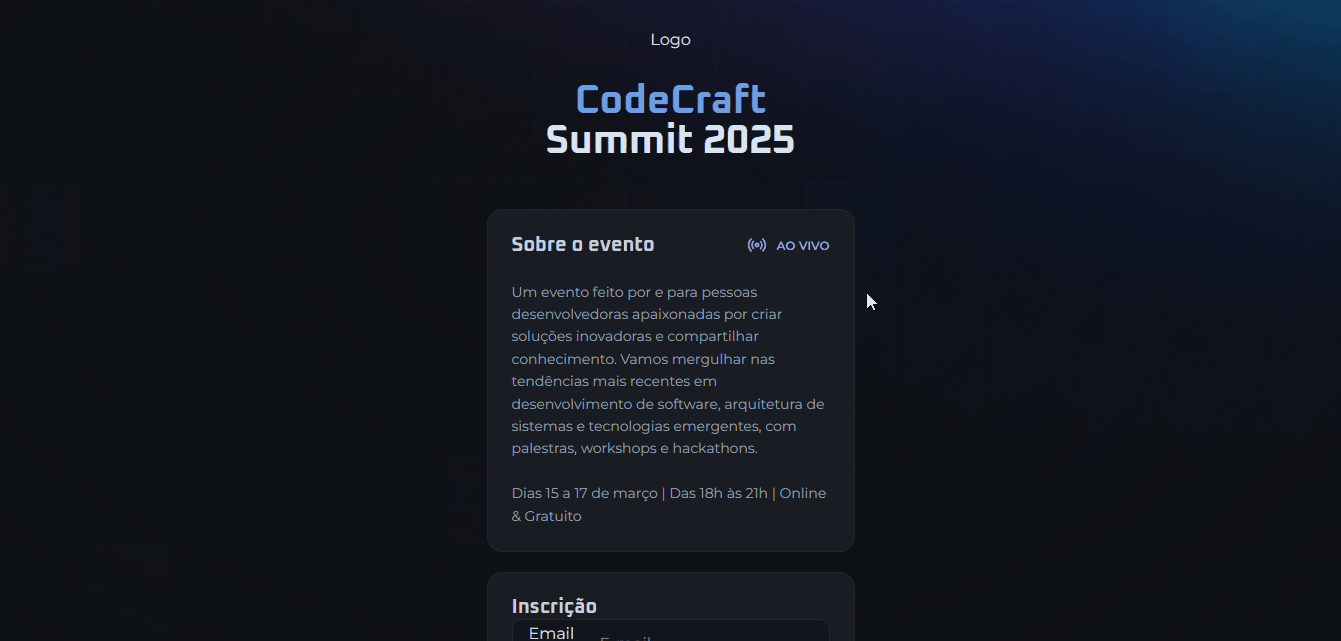 Logo
CodeCraft
Summit 2025
Sobre o evento
AO VIVO
Um evento feito por e para pessoas
desenvolvedoras apaixonadas por criar
soluções inovadoras e compartilhar
conhecimento. Vamos mergulhar nas
tendências mais recentes em
desenvolvimento de software, arquitetura de
sistemas e tecnologias emergentes, com
palestras, workshops e hackathons.
Dias 15 a 17 de março | Das 18h às 21h | Online
& Gratuito
Inscrição
Email